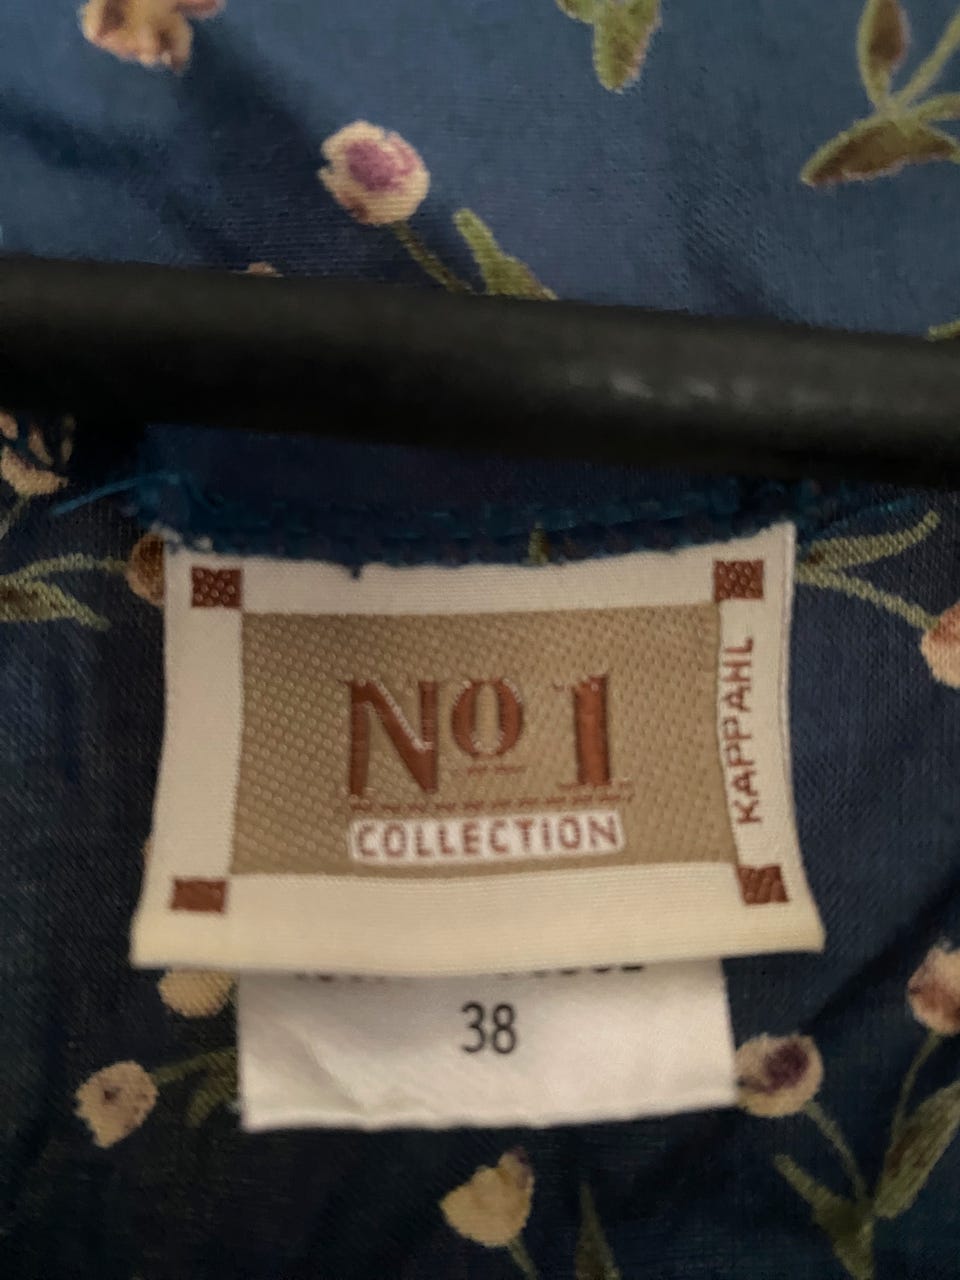 No 1
COLLECTION
KAPPAHL
38